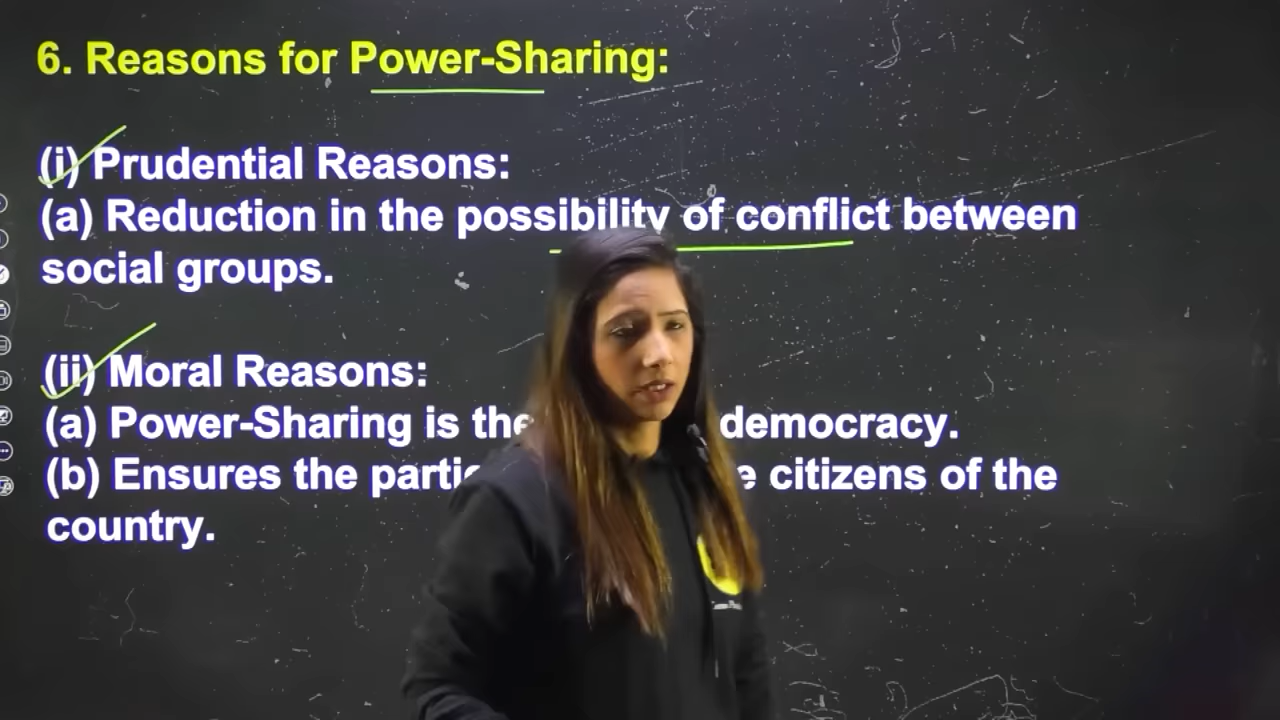 6. Reasons for Power-Sharing:
(i) Prudential Reasons:
(a) Reduction in the possibility of conflict between
social groups.
(ii) Moral Reasons:
(a) Power-Sharing is the democracy.
(b) Ensures the citizens of the
country.